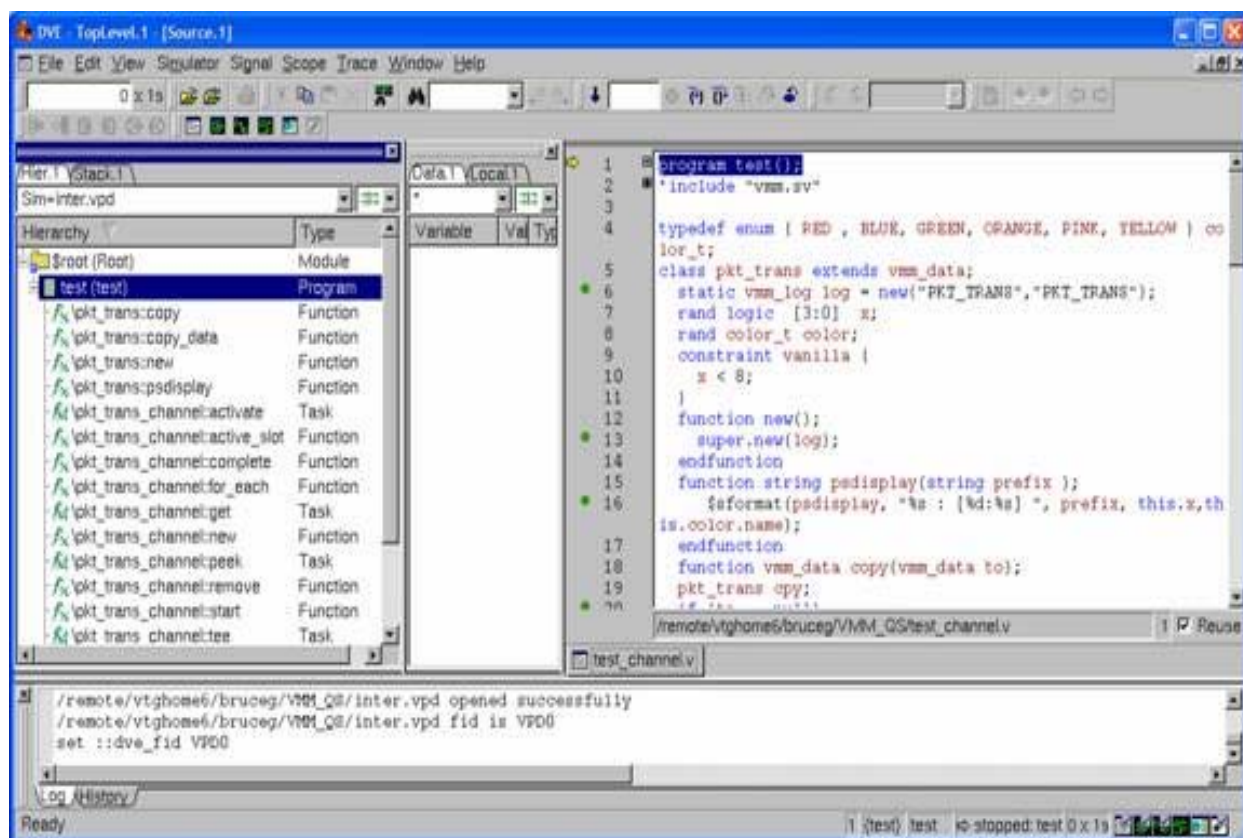 DVE - TopLevel.1 - [Source.1]
File Edit View Simulator Signal Scope Trace Window Help
0 x 1s
Hier.1 Stack.1
Sim=inter.vpd
Hierarchy Type
$root (Root) Module
test (test) Program
\pkt_trans::copy Function
\pkt_trans::copy_data Function
\pkt_trans::new Function
\pkt_trans::psdisplay Function
\pkt_trans_channel::activate Task
\pkt_trans_channel::active_slot Function
\pkt_trans_channel::complete Function
\pkt_trans_channel::for_each Function
\pkt_trans_channel::get Task
\pkt_trans_channel::new Function
\pkt_trans_channel::peek Task
\pkt_trans_channel::remove Function
\pkt_trans_channel::start Function
\pkt_trans_channel::tee Task
Data.1 Local.1
*
Variable Val Typ
1 program test();
2 `include "vmm.sv"
3
4 typedef enum { RED , BLUE, GREEN, ORANGE, PINK, YELLOW } co
lor_t;
5 class pkt_trans extends vmm_data;
6 static vmm_log log = new("PKT_TRANS","PKT_TRANS");
7 rand logic [3:0] x;
8 rand color_t color;
9 constraint vanilla {
10 x < 8;
11 }
12 function new();
13 super.new(log);
14 endfunction
15 function string psdisplay(string prefix );
16 $sformat(psdisplay, "%s : [%d:%s] ", prefix, this.x,th
is.color.name);
17 endfunction
18 function vmm_data copy(vmm_data to);
19 pkt_trans cpy;
20
/remote/vtghome6/bruceg/VMM_QS/test_channel.v 1 Reuse
test_channel.v
/remote/vtghome6/bruceg/VMM_QS/inter.vpd opened successfully
/remote/vtghome6/bruceg/VMM_QS/inter.vpd fid is VPD0
set ::dve_fid VPD0
Log History
Ready 1 (test) test stopped: test 0 x 1s